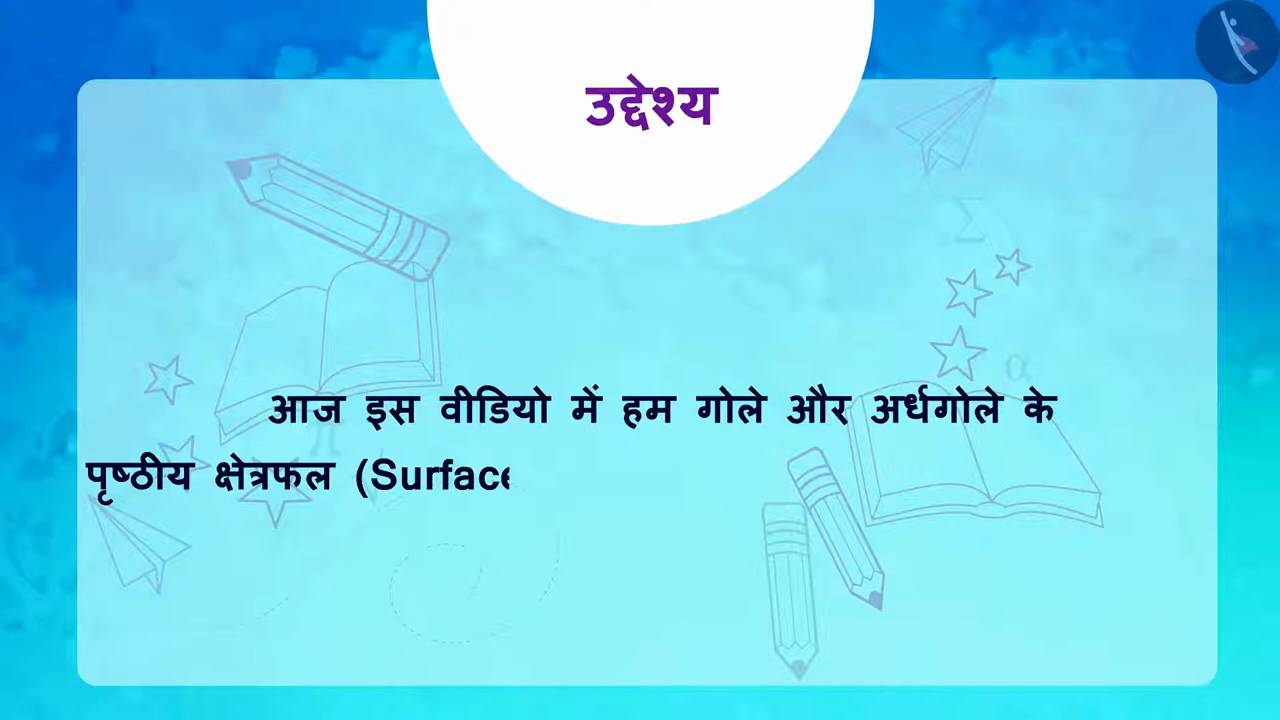 उद्देश्य
आज इस वीडियो में हम गोले और अर्धगोले के
पृष्ठीय क्षेत्रफल (Surface
Σ
α
π